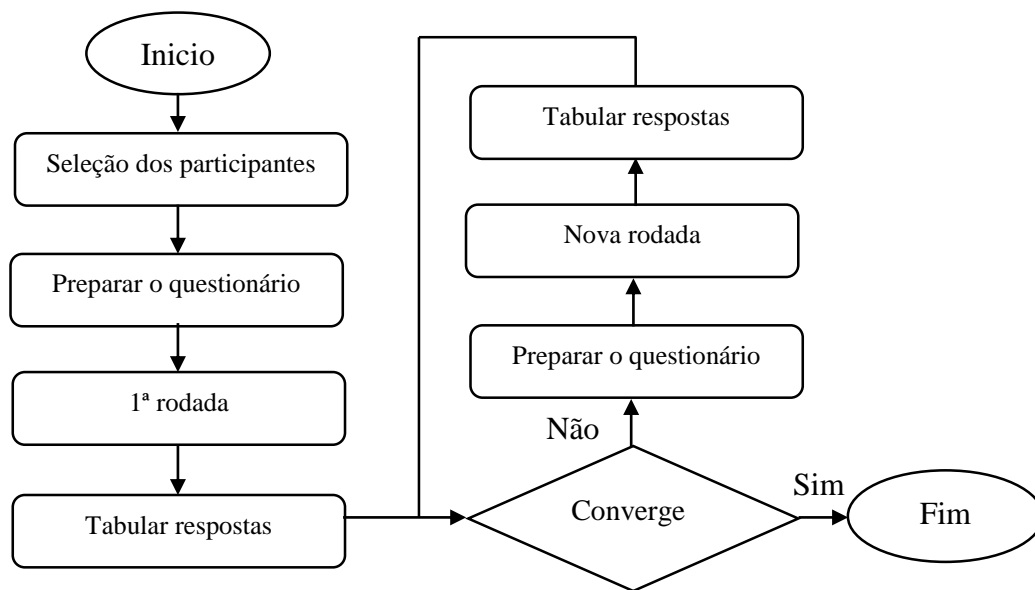 Inicio
Seleção dos participantes
Preparar o questionário
1ª rodada
Tabular respostas
Tabular respostas
Nova rodada
Preparar o questionário
Não
Converge
Sim
Fim